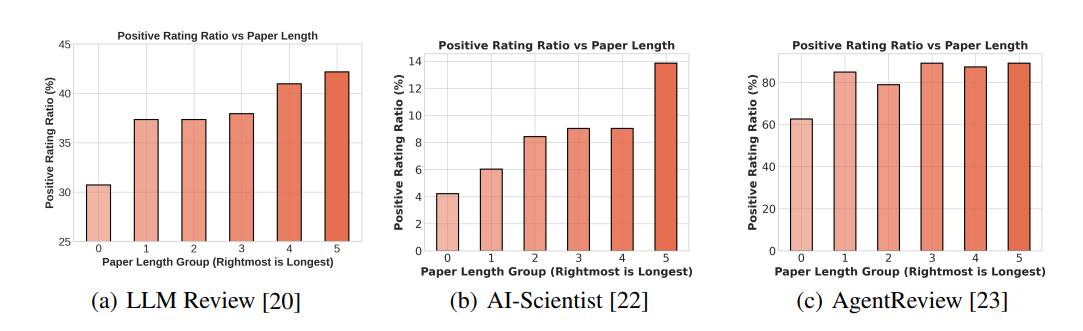 Positive Rating Ratio vs Paper Length
45
40
35
30
25
Positive Rating Ratio (%)
0 1 2 3 4 5
Paper Length Group (Rightmost is Longest)
(a) LLM Review [20]
Positive Rating Ratio vs Paper Length
14
12
10
8
6
4
2
0
Positive Rating Ratio (%)
0 1 2 3 4 5
Paper Length Group (Rightmost is Longest)
(b) AI-Scientist [22]
Positive Rating Ratio vs Paper Length
80
60
40
20
0
Positive Rating Ratio (%)
0 1 2 3 4 5
Paper Length Group (Rightmost is Longest)
(c) AgentReview [23]